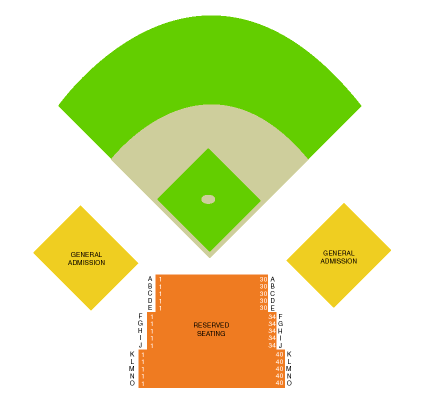 GENERAL
ADMISSION
GENERAL
ADMISSION
A 1 30 A
B 1 30 B
C 1 30 C
D 1 30 D
E 1 30 E
F 1 34 F
G 1 34 G
H 1 34 H
I 1 34 I
J 1 34 J
RESERVED
SEATING
K 1 40 K
L 1 40 L
M 1 40 M
N 1 40 N
O 1 40 O